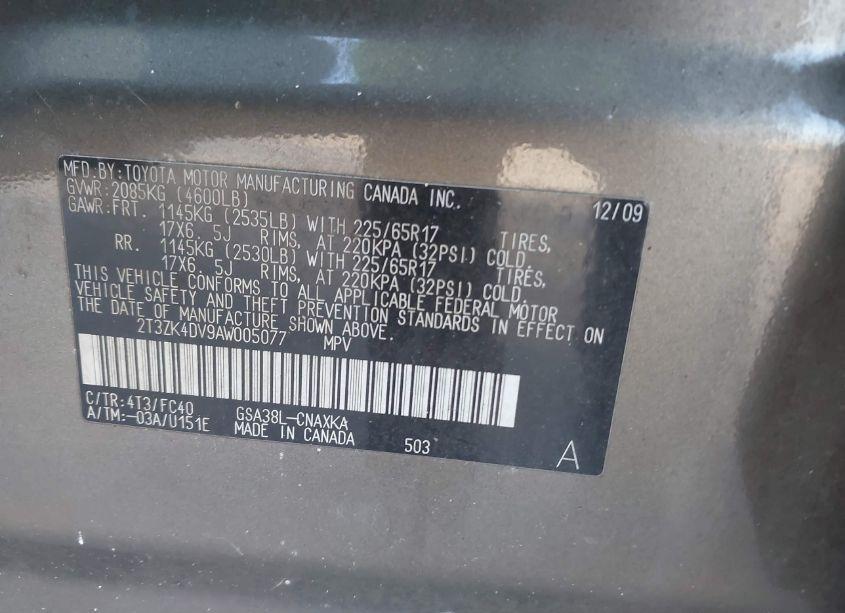 MFD.BY:TOYOTA MOTOR MANUFACTURING CANADA INC.
GVWR:2085KG (4600LB) 12/09
GAWR:FRT. 1145KG (2535LB) WITH 225/65R17 TIRES,
17X6.5J RIMS, AT 220KPA (32PSI) COLD.
RR. 1145KG (2530LB) WITH 225/65R17 TIRES,
17X6.5J RIMS, AT 220KPA (32PSI) COLD.
THIS VEHICLE CONFORMS TO ALL APPLICABLE FEDERAL MOTOR
VEHICLE SAFETY AND THEFT PREVENTION STANDARDS IN EFFECT ON
THE DATE OF MANUFACTURE SHOWN ABOVE.
2T3ZK4DV9AW005077 MPV
C/TR:4T3/FC40 GSA38L-CNAXKA
A/TM:-03A/U151E MADE IN CANADA 503 A